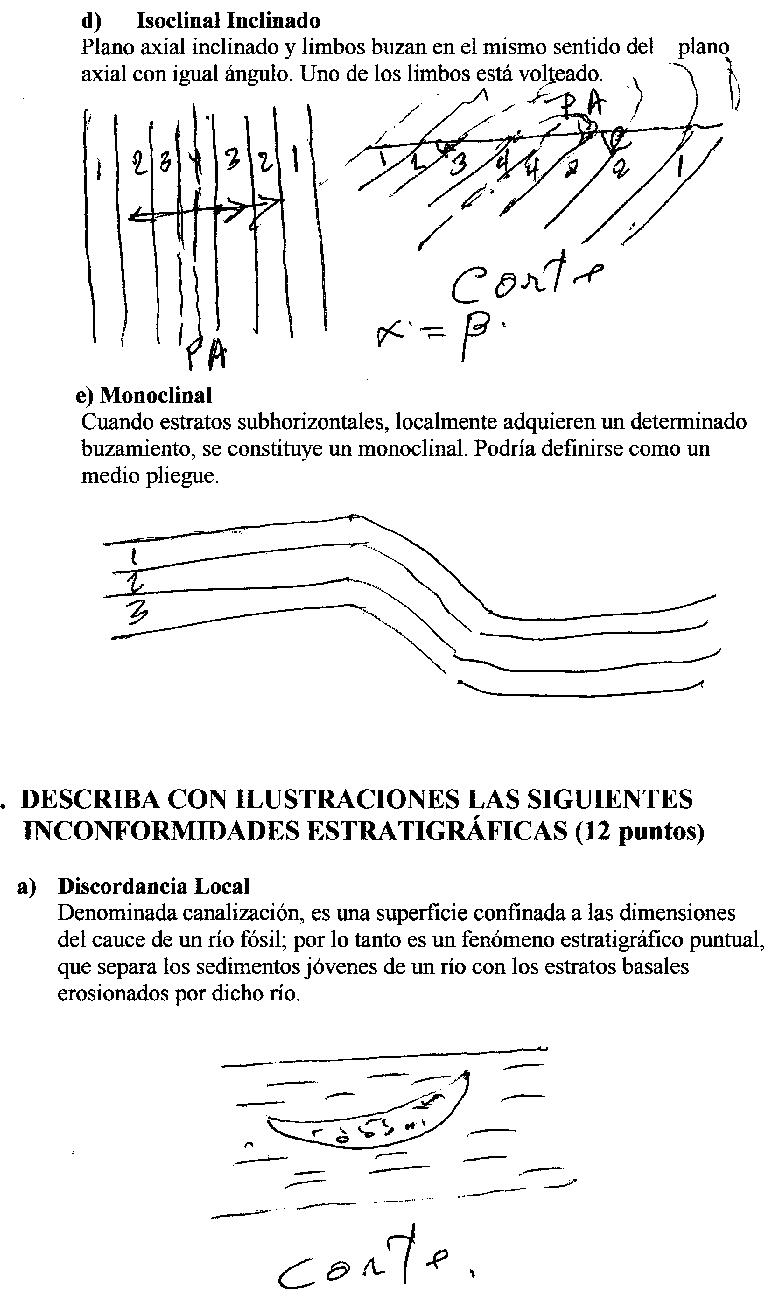 d) Isoclinal Inclinado
Plano axial inclinado y limbos buzan en el mismo sentido del plano
axial con igual ángulo. Uno de los limbos está volteado.
P A
1 2 3 4 3 2 1
1 2 3 4 4 2 2 1
Corte
α = β.
PA
e) Monoclinal
Cuando estratos subhorizontales, localmente adquieren un determinado
buzamiento, se constituye un monoclinal. Podría definirse como un
medio pliegue.
1
2
3
. DESCRIBA CON ILUSTRACIONES LAS SIGUIENTES
INCONFORMIDADES ESTRATIGRÁFICAS (12 puntos)
a) Discordancia Local
Denominada canalización, es una superficie confinada a las dimensiones
del cauce de un río fósil; por lo tanto es un fenómeno estratigráfico puntual,
que separa los sedimentos jóvenes de un río con los estratos basales
erosionados por dicho río.
Corte.